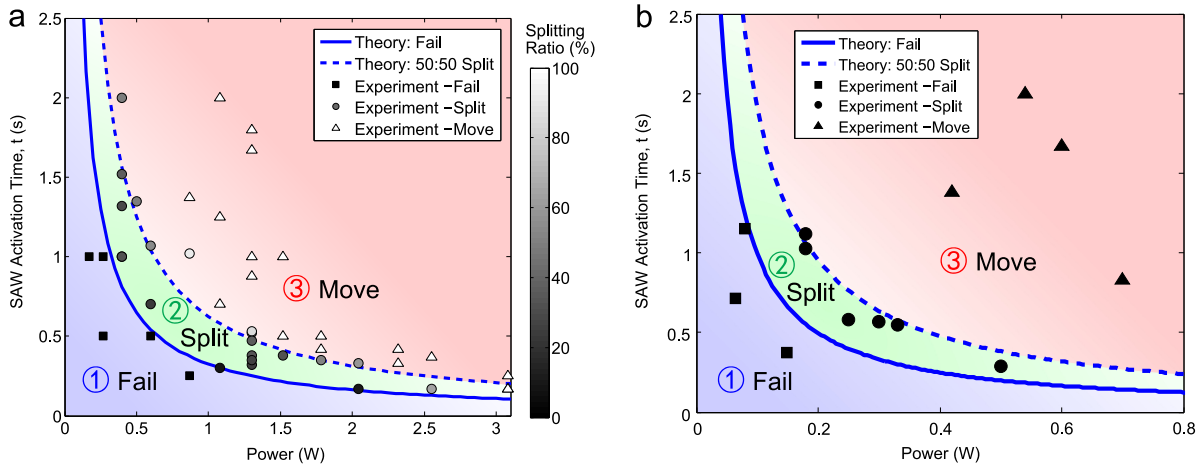 a
2.5
2
1.5
1
0.5
0
0
0.5
1
1.5
2
2.5
3
SAW Activation Time, t (s)
Power (W)
Theory: Fail
Theory: 50:50 Split
Experiment –Fail
Experiment –Split
Experiment –Move
① Fail
②
Split
③ Move
Splitting
Ratio (%)
100
80
60
40
20
0
b
2.5
2
1.5
1
0.5
0
0
0.2
0.4
0.6
0.8
SAW Activation Time, t (s)
Power (W)
Theory: Fail
Theory: 50:50 Split
Experiment –Fail
Experiment –Split
Experiment –Move
① Fail
②
Split
③ Move